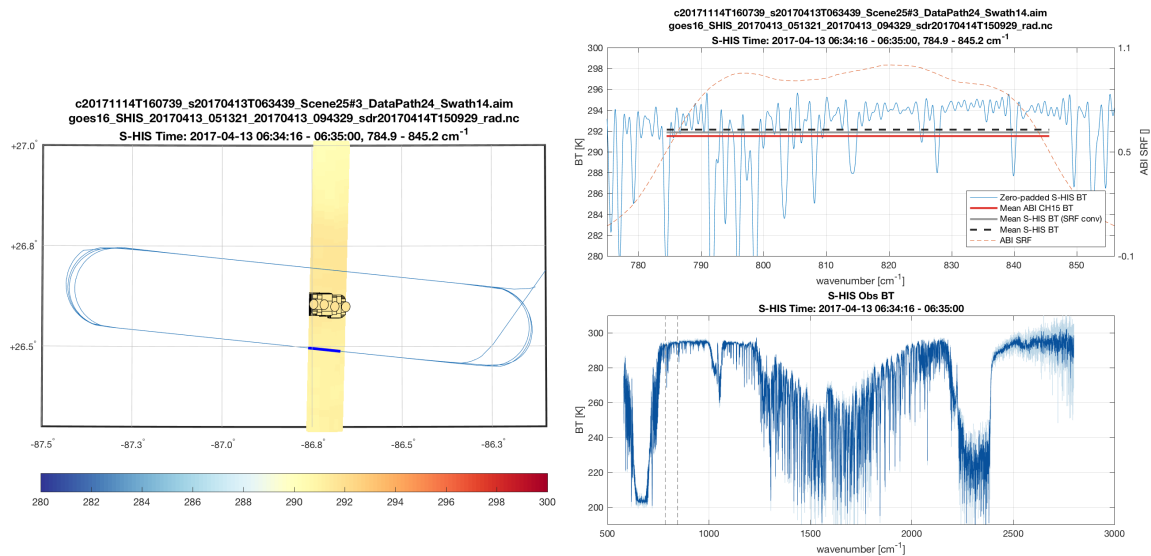 c20171114T160739_s20170413T063439_Scene25#3_DataPath24_Swath14.aim
goes16_SHIS_20170413_051321_20170413_094329_sdr20170414T150929_rad.nc
S-HIS Time: 2017-04-13 06:34:16 - 06:35:00, 784.9 - 845.2 cm⁻¹
+27.0°
+26.8°
+26.5°
-87.5° -87.3° -87.0° -86.8° -86.5° -86.3°
280 282 284 286 288 290 292 294 296 298 300
c20171114T160739_s20170413T063439_Scene25#3_DataPath24_Swath14.aim
goes16_SHIS_20170413_051321_20170413_094329_sdr20170414T150929_rad.nc
S-HIS Time: 2017-04-13 06:34:16 - 06:35:00, 784.9 - 845.2 cm⁻¹
300
298
296
294
292
290
288
286
284
282
280
BT [K]
1.1
0.5
-0.1
ABI SRF []
Zero-padded S-HIS BT
Mean ABI CH15 BT
Mean S-HIS BT (SRF conv)
Mean S-HIS BT
ABI SRF
780 790 800 810 820 830 840 850
wavenumber [cm⁻¹]
S-HIS Obs BT
S-HIS Time: 2017-04-13 06:34:16 - 06:35:00
300
280
260
240
220
200
BT [K]
500 1000 1500 2000 2500 3000
wavenumber [cm⁻¹]